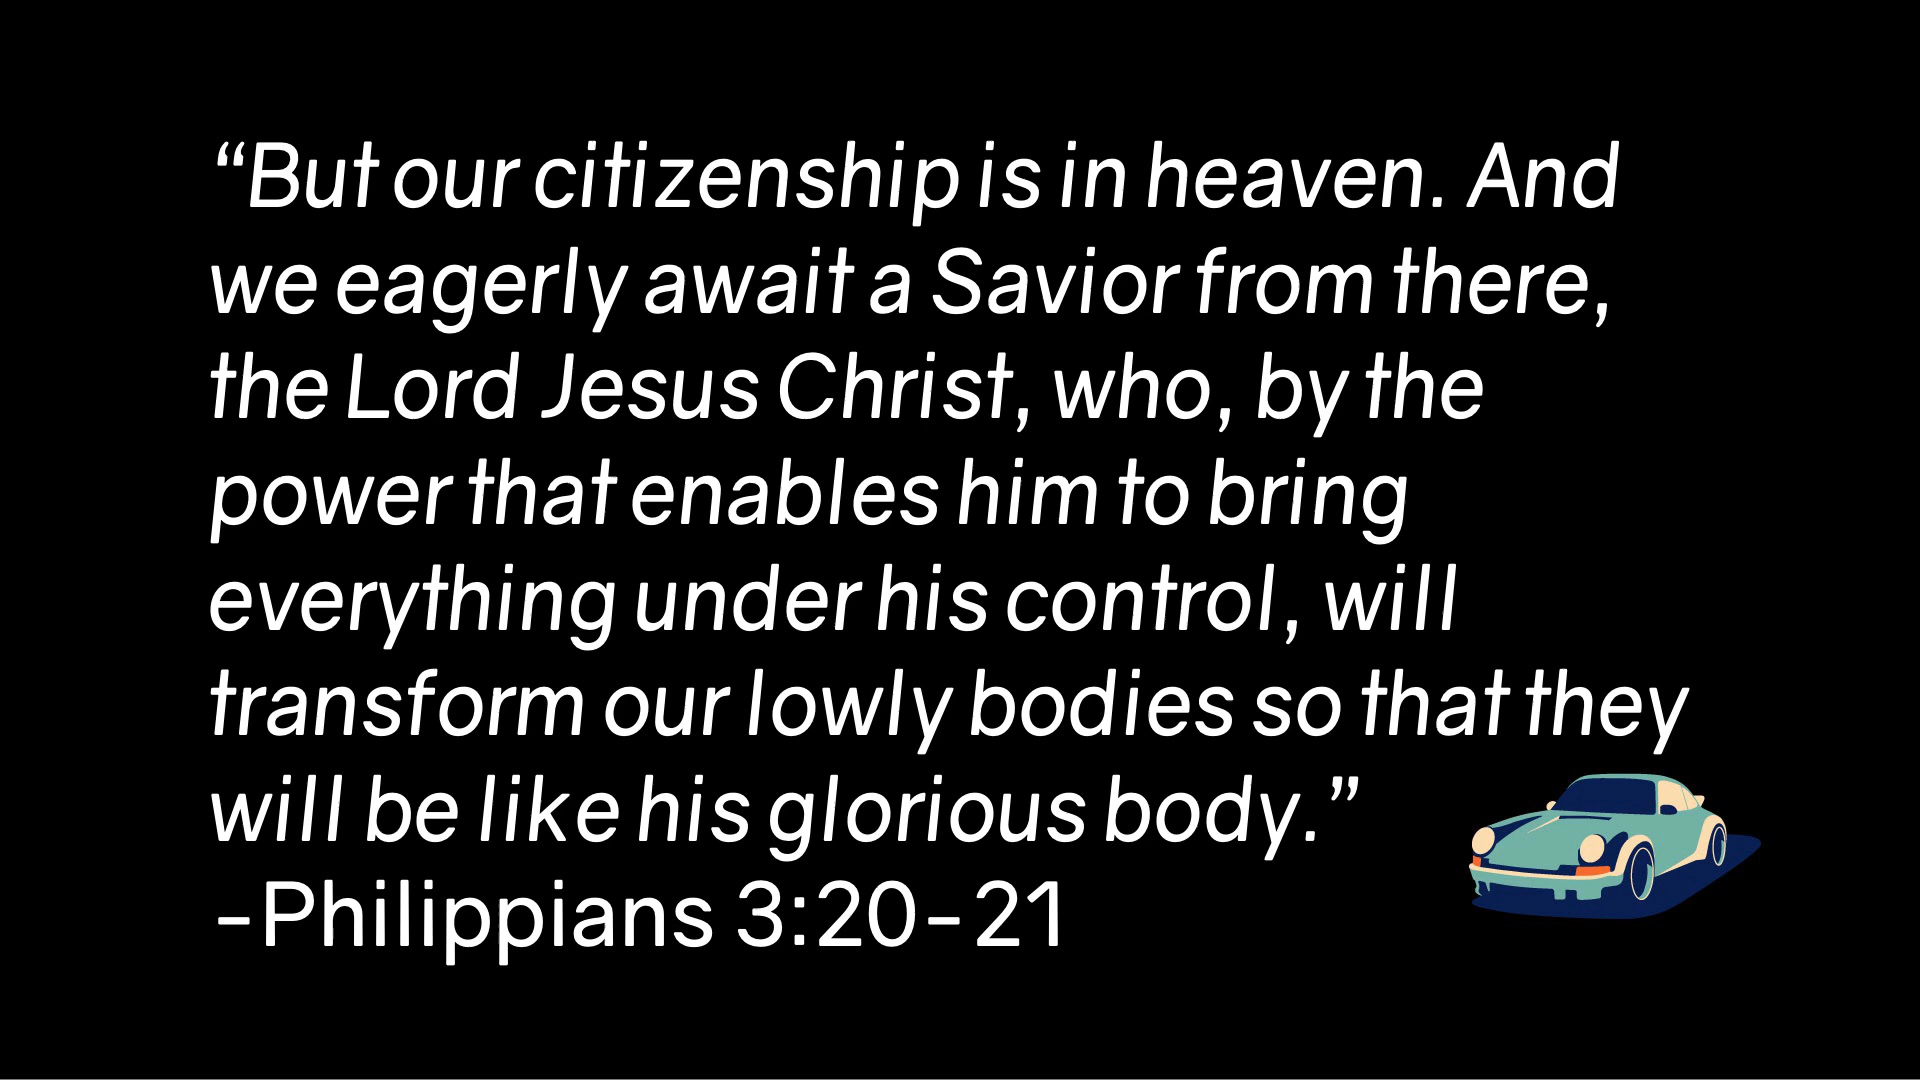 “But our citizenship is in heaven. And
we eagerly await a Savior from there,
the Lord Jesus Christ, who, by the
power that enables him to bring
everything under his control, will
transform our lowly bodies so that they
will be like his glorious body.”
-Philippians 3:20-21